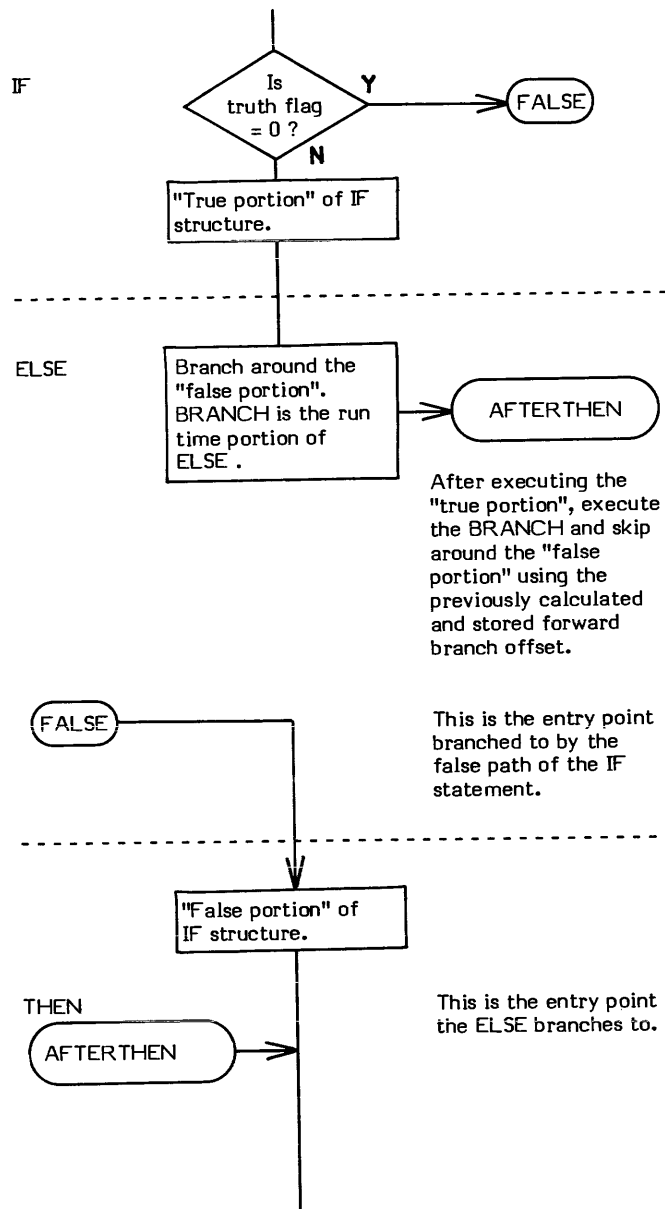 IF
Is
truth flag
= 0 ?
Y
FALSE
N
"True portion" of IF
structure.
ELSE
Branch around the
"false portion".
BRANCH is the run
time portion of
ELSE .
AFTERTHEN
After executing the
"true portion", execute
the BRANCH and skip
around the "false
portion" using the
previously calculated
and stored forward
branch offset.
FALSE
This is the entry point
branched to by the
false path of the IF
statement.
"False portion" of
IF structure.
THEN
AFTERTHEN
This is the entry point
the ELSE branches to.